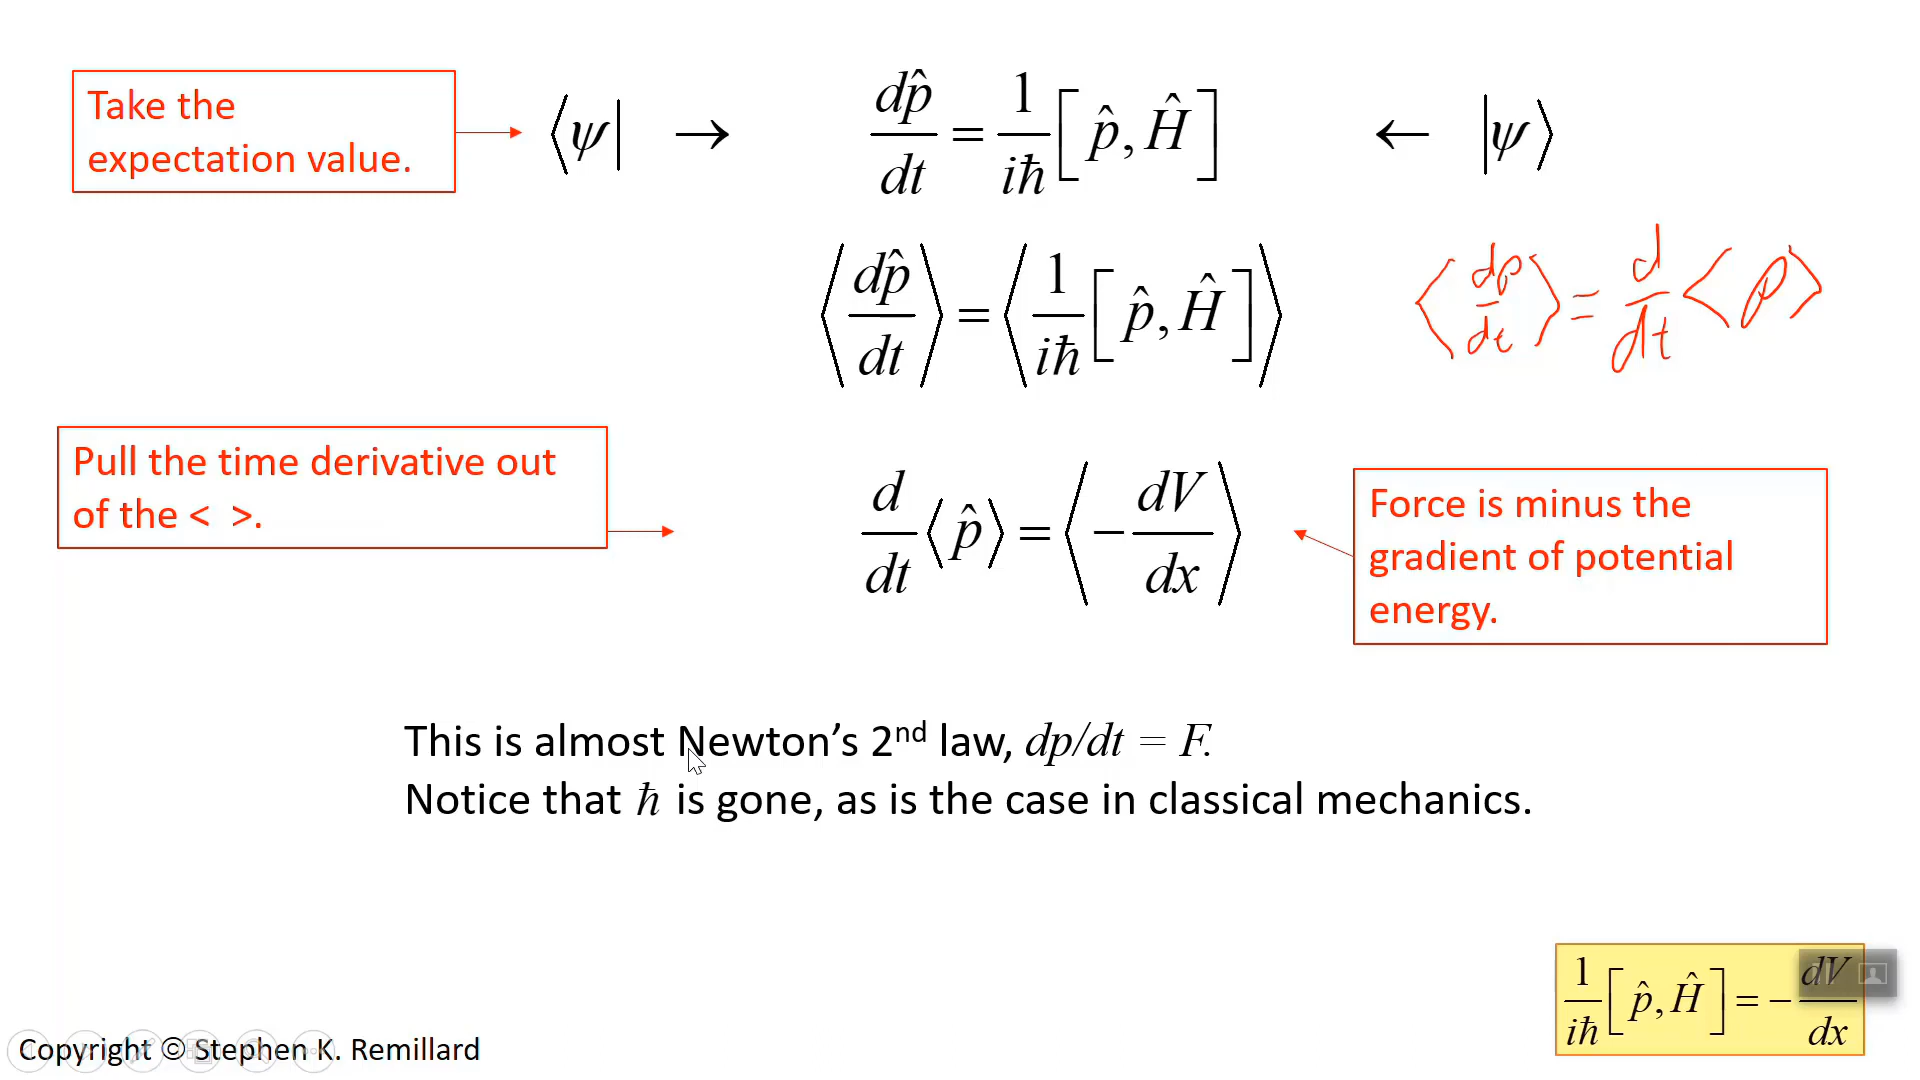 Take the
expectation value.
⟨ψ| → dp̂/dt = 1/iħ [p̂, Ĥ] ← |ψ⟩
⟨dp̂/dt⟩ = ⟨1/iħ [p̂, Ĥ]⟩
⟨dp/dt⟩ = d/dt ⟨p⟩
Pull the time derivative out
of the < >.
d/dt ⟨p̂⟩ = ⟨-dV/dx⟩
Force is minus the
gradient of potential
energy.
This is almost Newton's 2nd law, dp/dt = F.
Notice that ħ is gone, as is the case in classical mechanics.
1/iħ [p̂, Ĥ] = -dV/dx
Copyright © Stephen K. Remillard